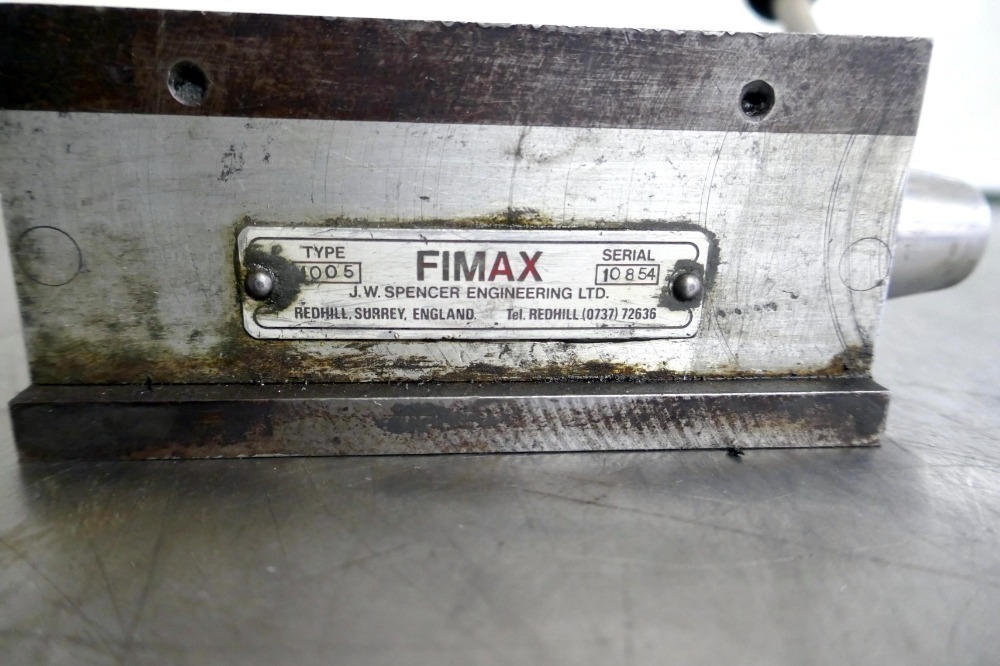 TYPE FIMAX SERIAL
1005 10854
J.W. SPENCER ENGINEERING LTD.
REDHILL, SURREY, ENGLAND. Tel. REDHILL (0737) 72636